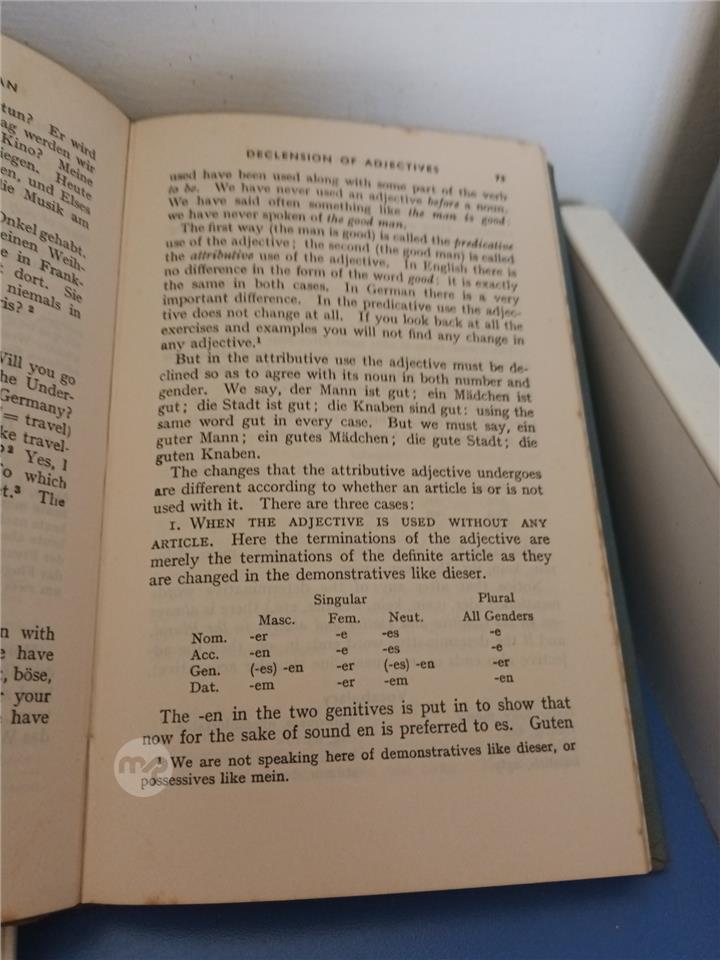 AN
tun? Er wird
ag werden wir
Kino? Meine
iegen. Heute
en, und Elses
die Musik am
Onkel gehabt.
einen Weih-
e in Frank-
t dort. Sie
niemals in
ris? ²
Will you go
he Under-
Germany?
(= travel)
ke travel-
? ² Yes, I
To which
et.³ The
n with
e have
t, böse,
r your
have
DECLENSION OF ADJECTIVES 75
used have been used along with some part of the verb
to be. We have never used an adjective before a noun.
We have said often something like the man is good:
we have never spoken of the good man.
The first way (the man is good) is called the predicative
use of the adjective; the second (the good man) is called
the attributive use of the adjective. In English there is
no difference in the form of the word good: it is exactly
the same in both cases. In German there is a very
important difference. In the predicative use the adjec-
tive does not change at all. If you look back at all the
exercises and examples you will not find any change in
any adjective.¹
But in the attributive use the adjective must be de-
clined so as to agree with its noun in both number and
gender. We say, der Mann ist gut; ein Mädchen ist
gut; die Stadt ist gut; die Knaben sind gut: using the
same word gut in every case. But we must say, ein
guter Mann; ein gutes Mädchen; die gute Stadt; die
guten Knaben.
The changes that the attributive adjective undergoes
are different according to whether an article is or is not
used with it. There are three cases:
1. WHEN THE ADJECTIVE IS USED WITHOUT ANY
ARTICLE. Here the terminations of the adjective are
merely the terminations of the definite article as they
are changed in the demonstratives like dieser.
Singular Plural
Masc. Fem. Neut. All Genders
Nom. -er -e -es -e
Acc. -en -e -es -e
Gen. (-es) -en -er (-es) -en -er
Dat. -em -er -em -en
The -en in the two genitives is put in to show that
now for the sake of sound en is preferred to es. Guten
¹ We are not speaking here of demonstratives like dieser, or
possessives like mein.